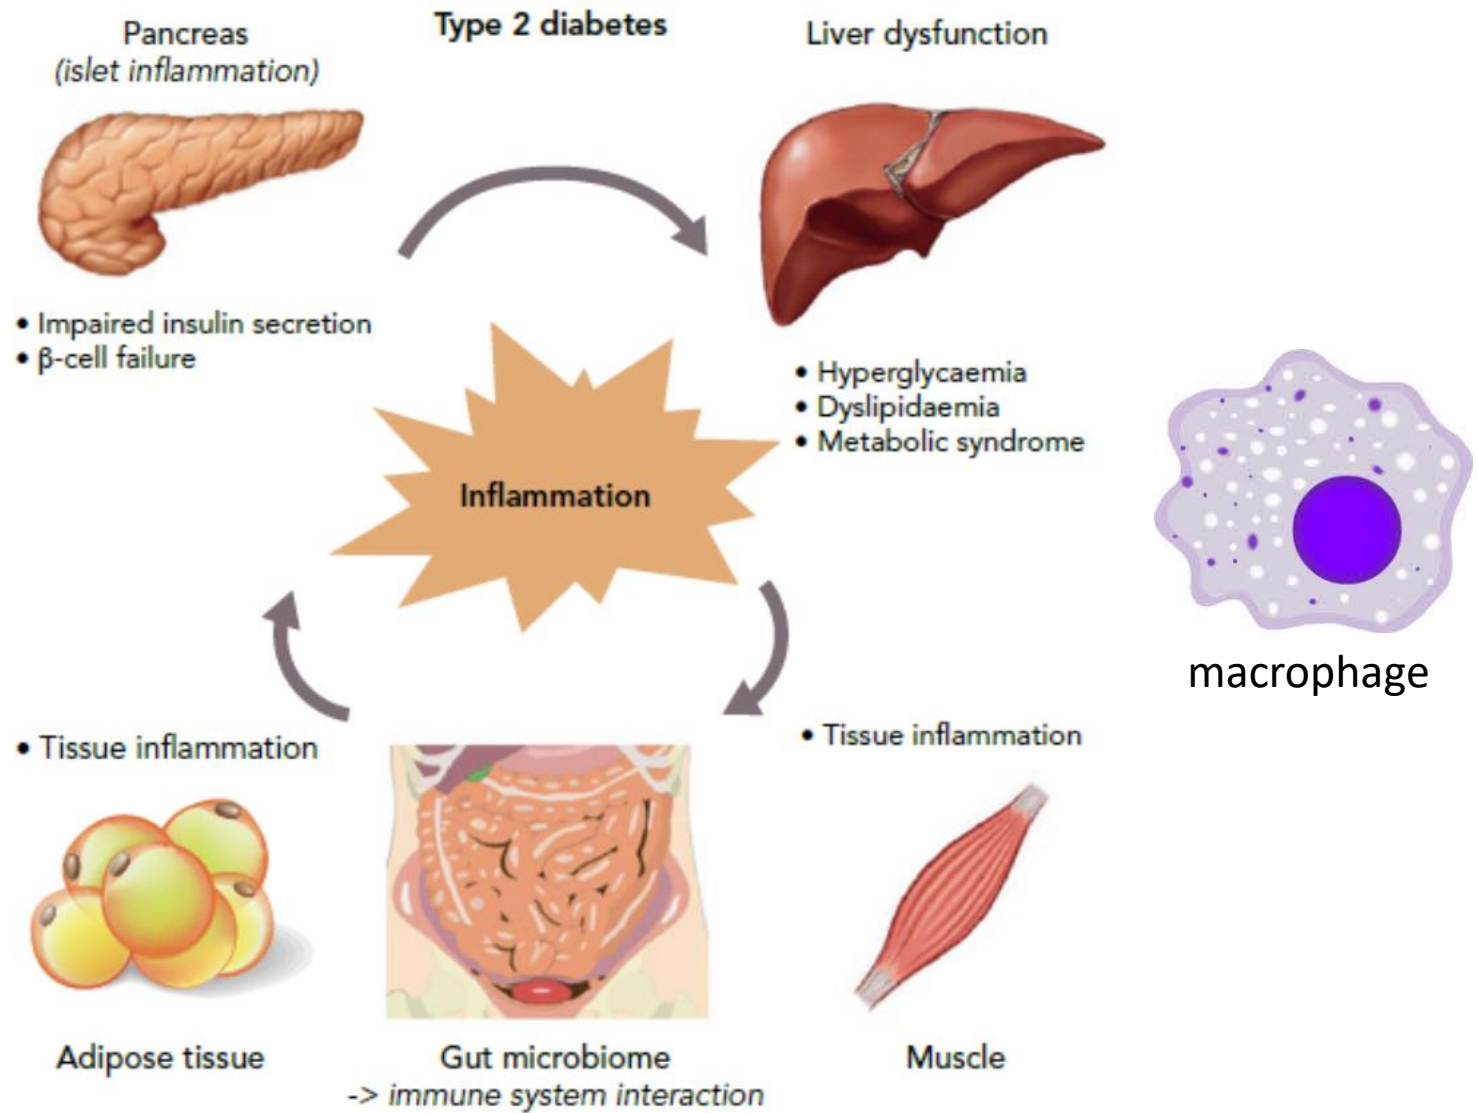 Type 2 diabetes
Pancreas
(islet inflammation)
• Impaired insulin secretion
• β-cell failure
Liver dysfunction
• Hyperglycaemia
• Dyslipidaemia
• Metabolic syndrome
Inflammation
macrophage
• Tissue inflammation
Adipose tissue
Gut microbiome
-> immune system interaction
• Tissue inflammation
Muscle